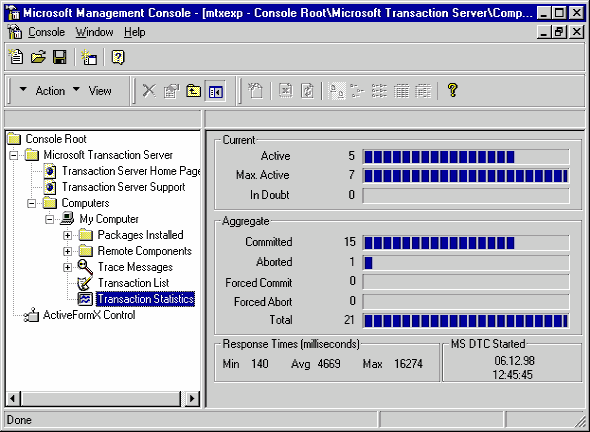 Microsoft Management Console - [mtxexp - Console Root\Microsoft Transaction Server\Comp...
Console Window Help
Action View
Console Root
Microsoft Transaction Server
Transaction Server Home Page
Transaction Server Support
Computers
My Computer
Packages Installed
Remote Components
Trace Messages
Transaction List
Transaction Statistics
ActiveFormX Control
Current
Active 5
Max. Active 7
In Doubt 0
Aggregate
Committed 15
Aborted 1
Forced Commit 0
Forced Abort 0
Total 21
Response Times (milliseconds)
Min 140 Avg 4669 Max 16274
MS DTC Started
06.12.98
12:45:45
Done